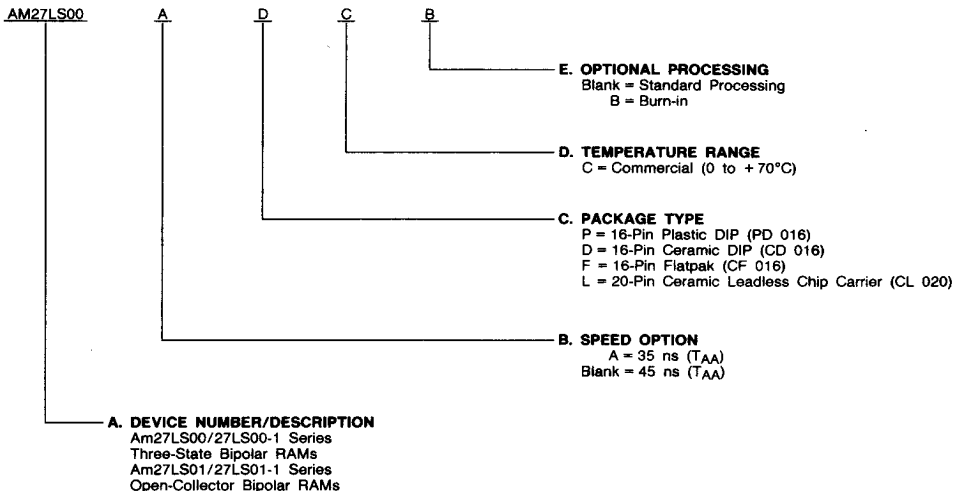 AM27LS00 A D C B
E. OPTIONAL PROCESSING
Blank = Standard Processing
B = Burn-in
D. TEMPERATURE RANGE
C = Commercial (0 to +70°C)
C. PACKAGE TYPE
P = 16-Pin Plastic DIP (PD 016)
D = 16-Pin Ceramic DIP (CD 016)
F = 16-Pin Flatpak (CF 016)
L = 20-Pin Ceramic Leadless Chip Carrier (CL 020)
B. SPEED OPTION
A = 35 ns (TAA)
Blank = 45 ns (TAA)
A. DEVICE NUMBER/DESCRIPTION
Am27LS00/27LS00-1 Series
Three-State Bipolar RAMs
Am27LS01/27LS01-1 Series
Open-Collector Bipolar RAMs